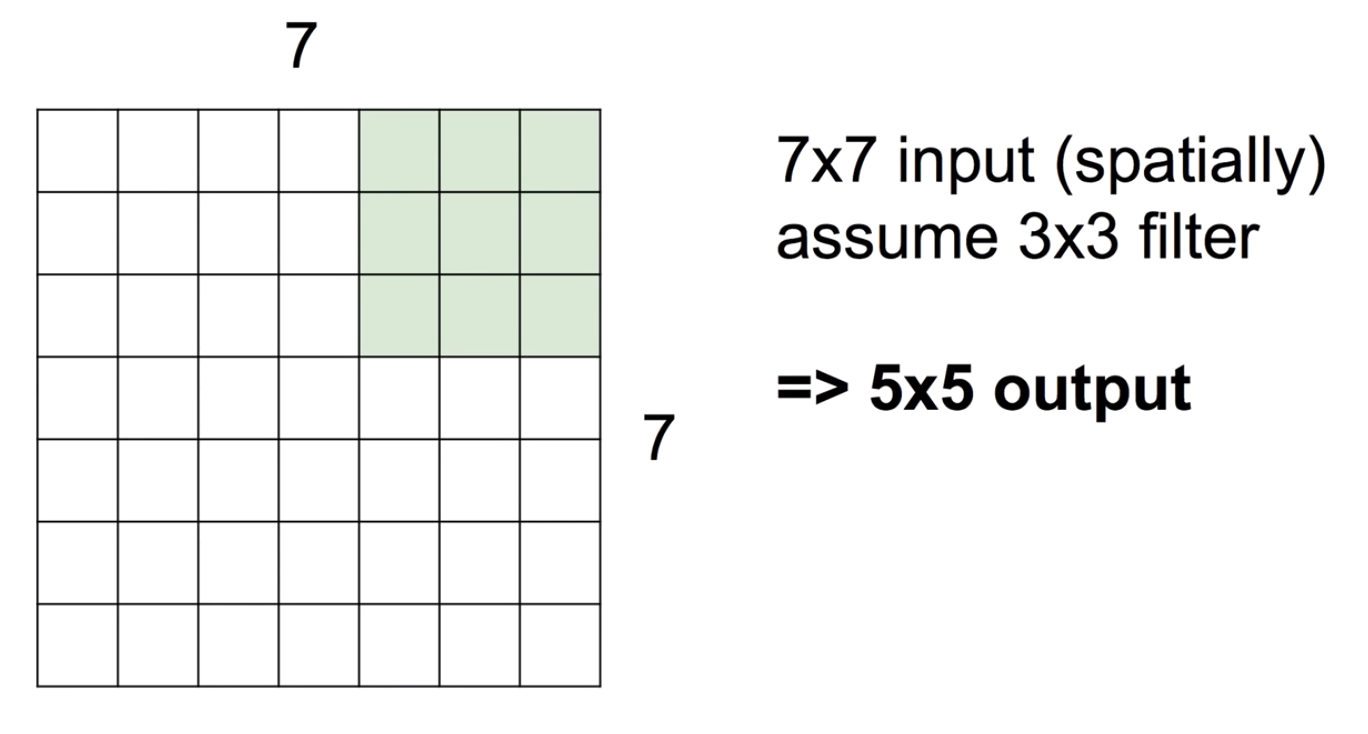 7
7x7 input (spatially)
assume 3x3 filter
=> 5x5 output
7